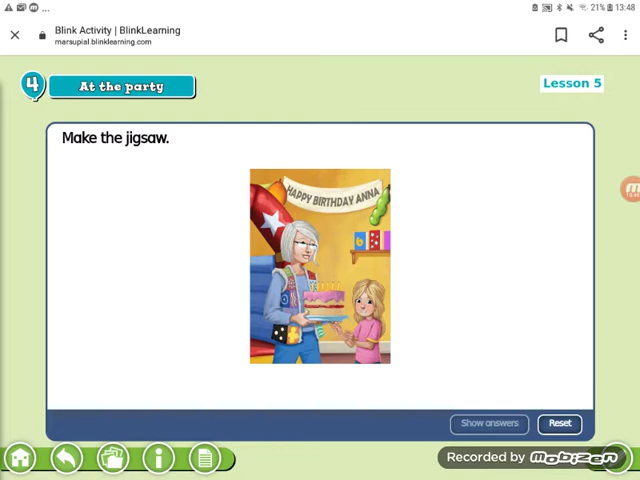 21% 13:48
Blink Activity | BlinkLearning
marsupial.blinklearning.com
4 At the party
Lesson 5
Make the jigsaw.
HAPPY BIRTHDAY ANNA
Show answers Reset
Recorded by Mobizen